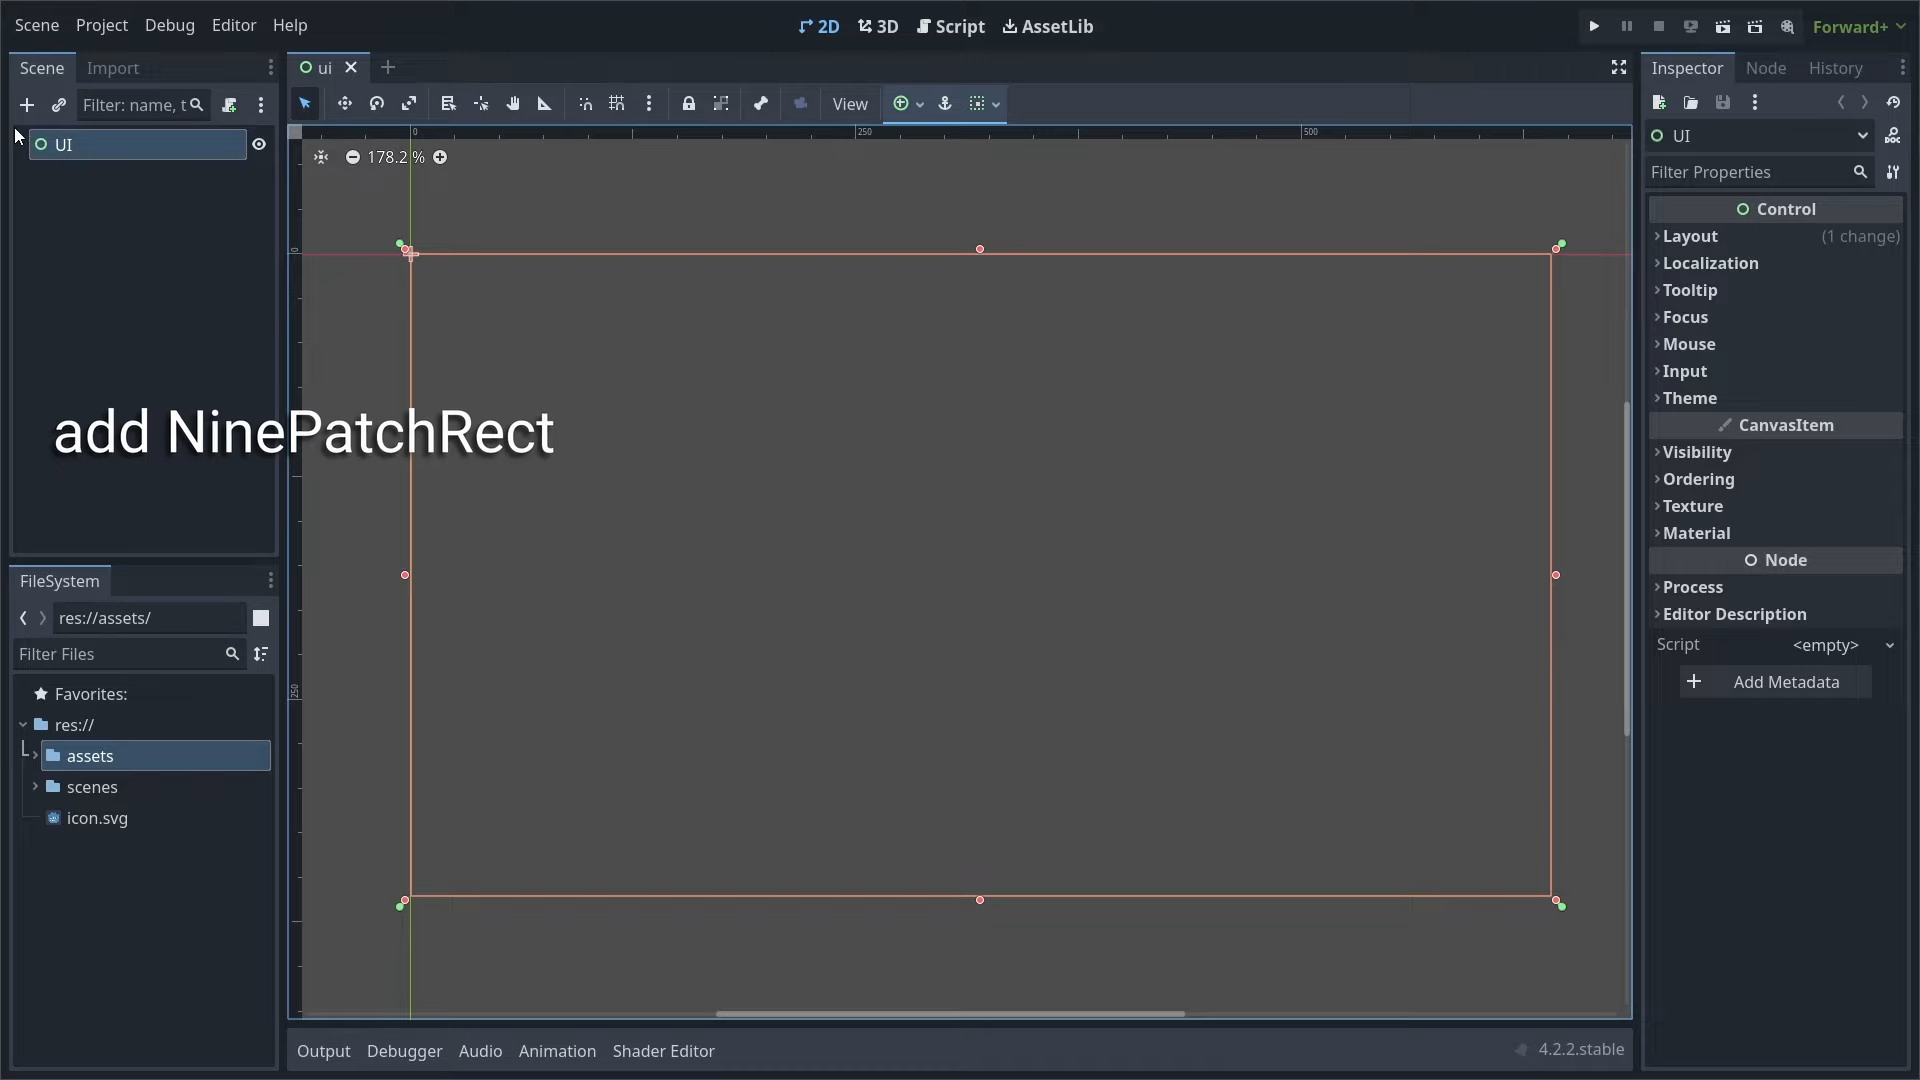 Scene Project Debug Editor Help
2D 3D Script AssetLib
Forward+
Scene Import
ui
Inspector Node History
Filter: name, t
View
UI
0 250 500
178.2 %
UI
Filter Properties
Control
Layout (1 change)
Localization
Tooltip
Focus
Mouse
Input
Theme
CanvasItem
Visibility
Ordering
Texture
Material
Node
Process
Editor Description
Script <empty>
Add Metadata
0
250
add NinePatchRect
FileSystem
res://assets/
Filter Files
Favorites:
res://
assets
scenes
icon.svg
Output Debugger Audio Animation Shader Editor
4.2.2.stable